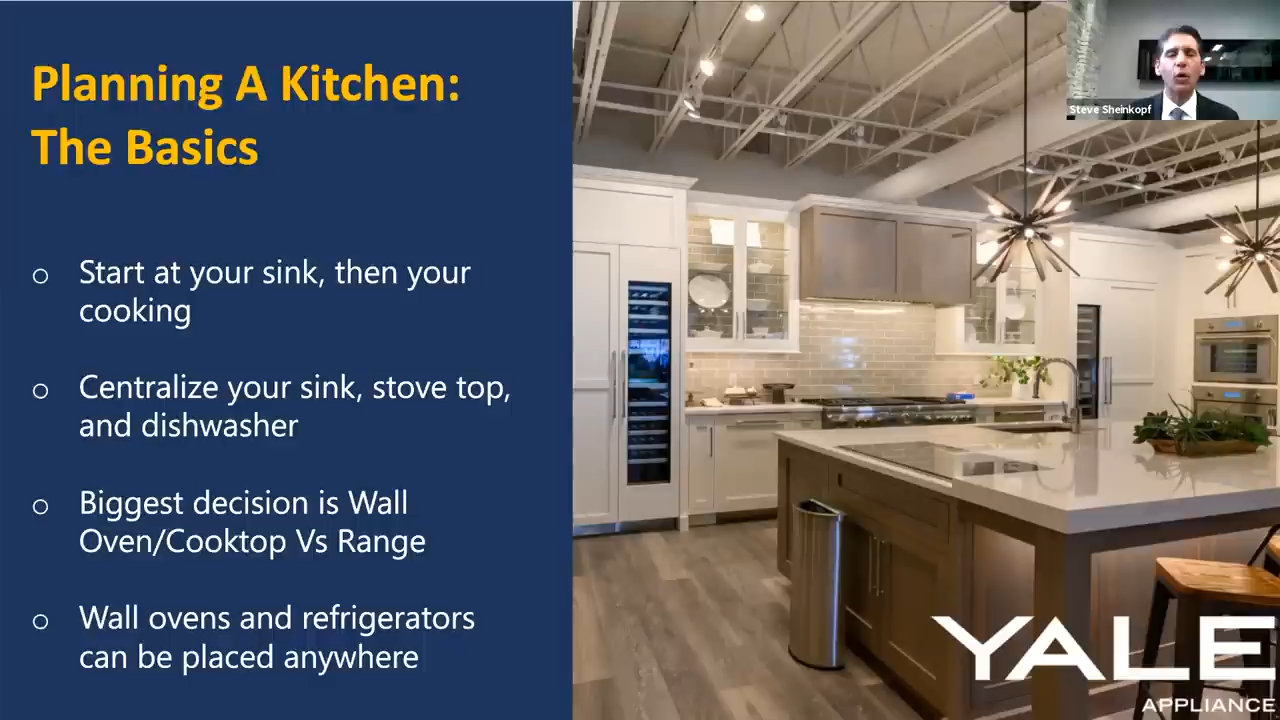 Planning A Kitchen:
The Basics
Steve Sheinkopf
o Start at your sink, then your
cooking
o Centralize your sink, stove top,
and dishwasher
o Biggest decision is Wall
Oven/Cooktop Vs Range
o Wall ovens and refrigerators
can be placed anywhere
YALE
APPLIANCE